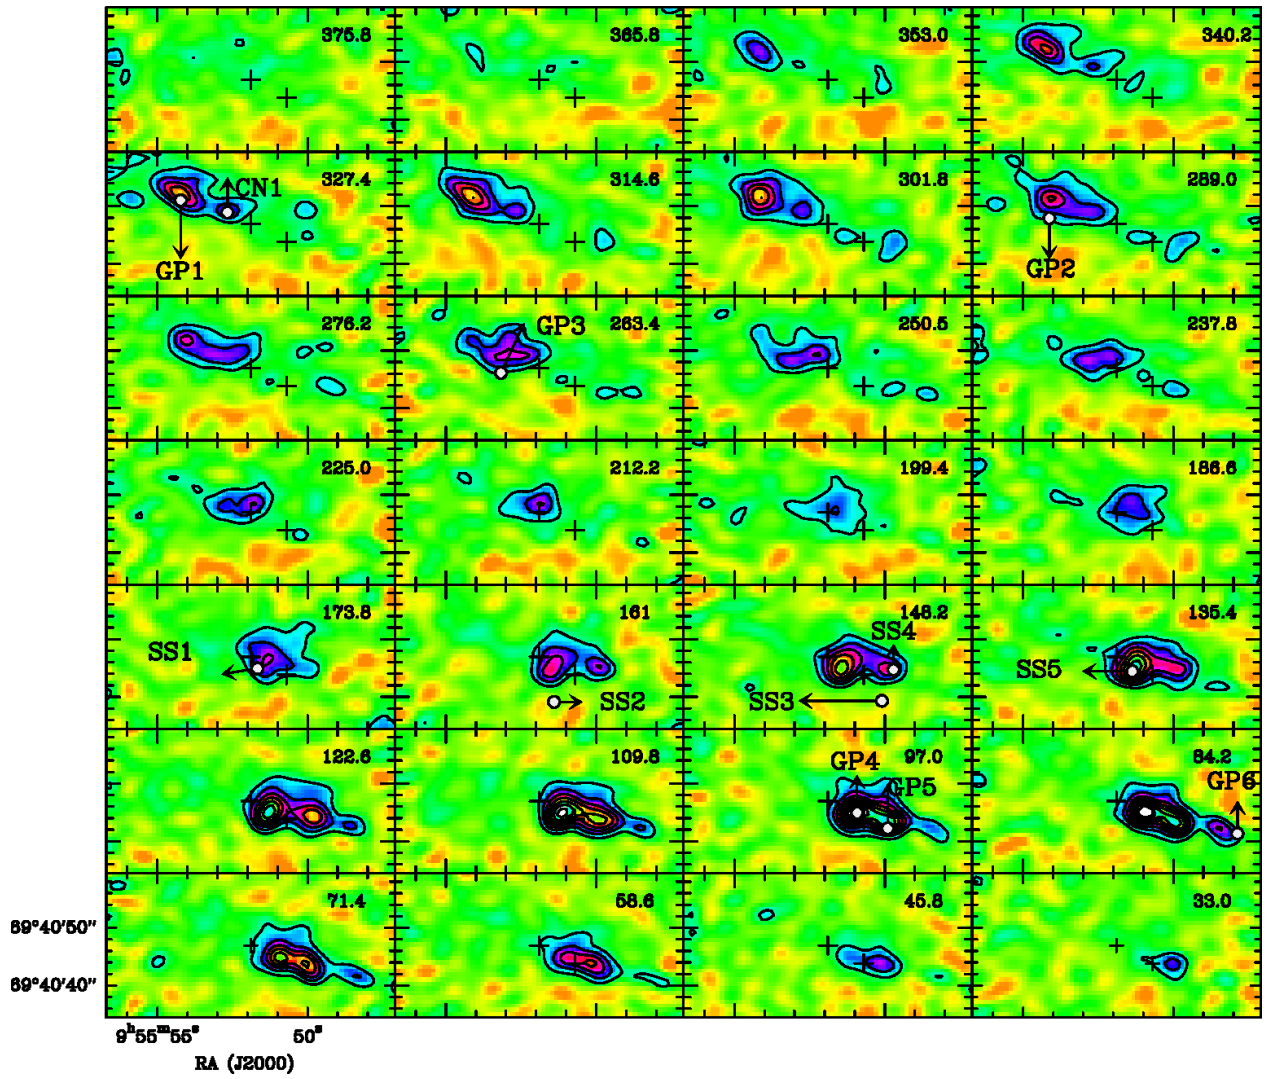 375.8 365.8 353.0 340.2
327.4 314.6 301.8 289.0
CN1
GP1 GP2
276.2 263.4 250.5 237.8
GP3
225.0 212.2 199.4 186.6
173.8 161 148.2 135.4
SS1 SS4 SS5
SS2 SS3
122.6 109.8 97.0 84.2
GP4 GP5 GP6
71.4 58.6 45.8 33.0
69°40'50"
69°40'40"
9ʰ55ᵐ55ˢ 50ˢ
RA (J2000)